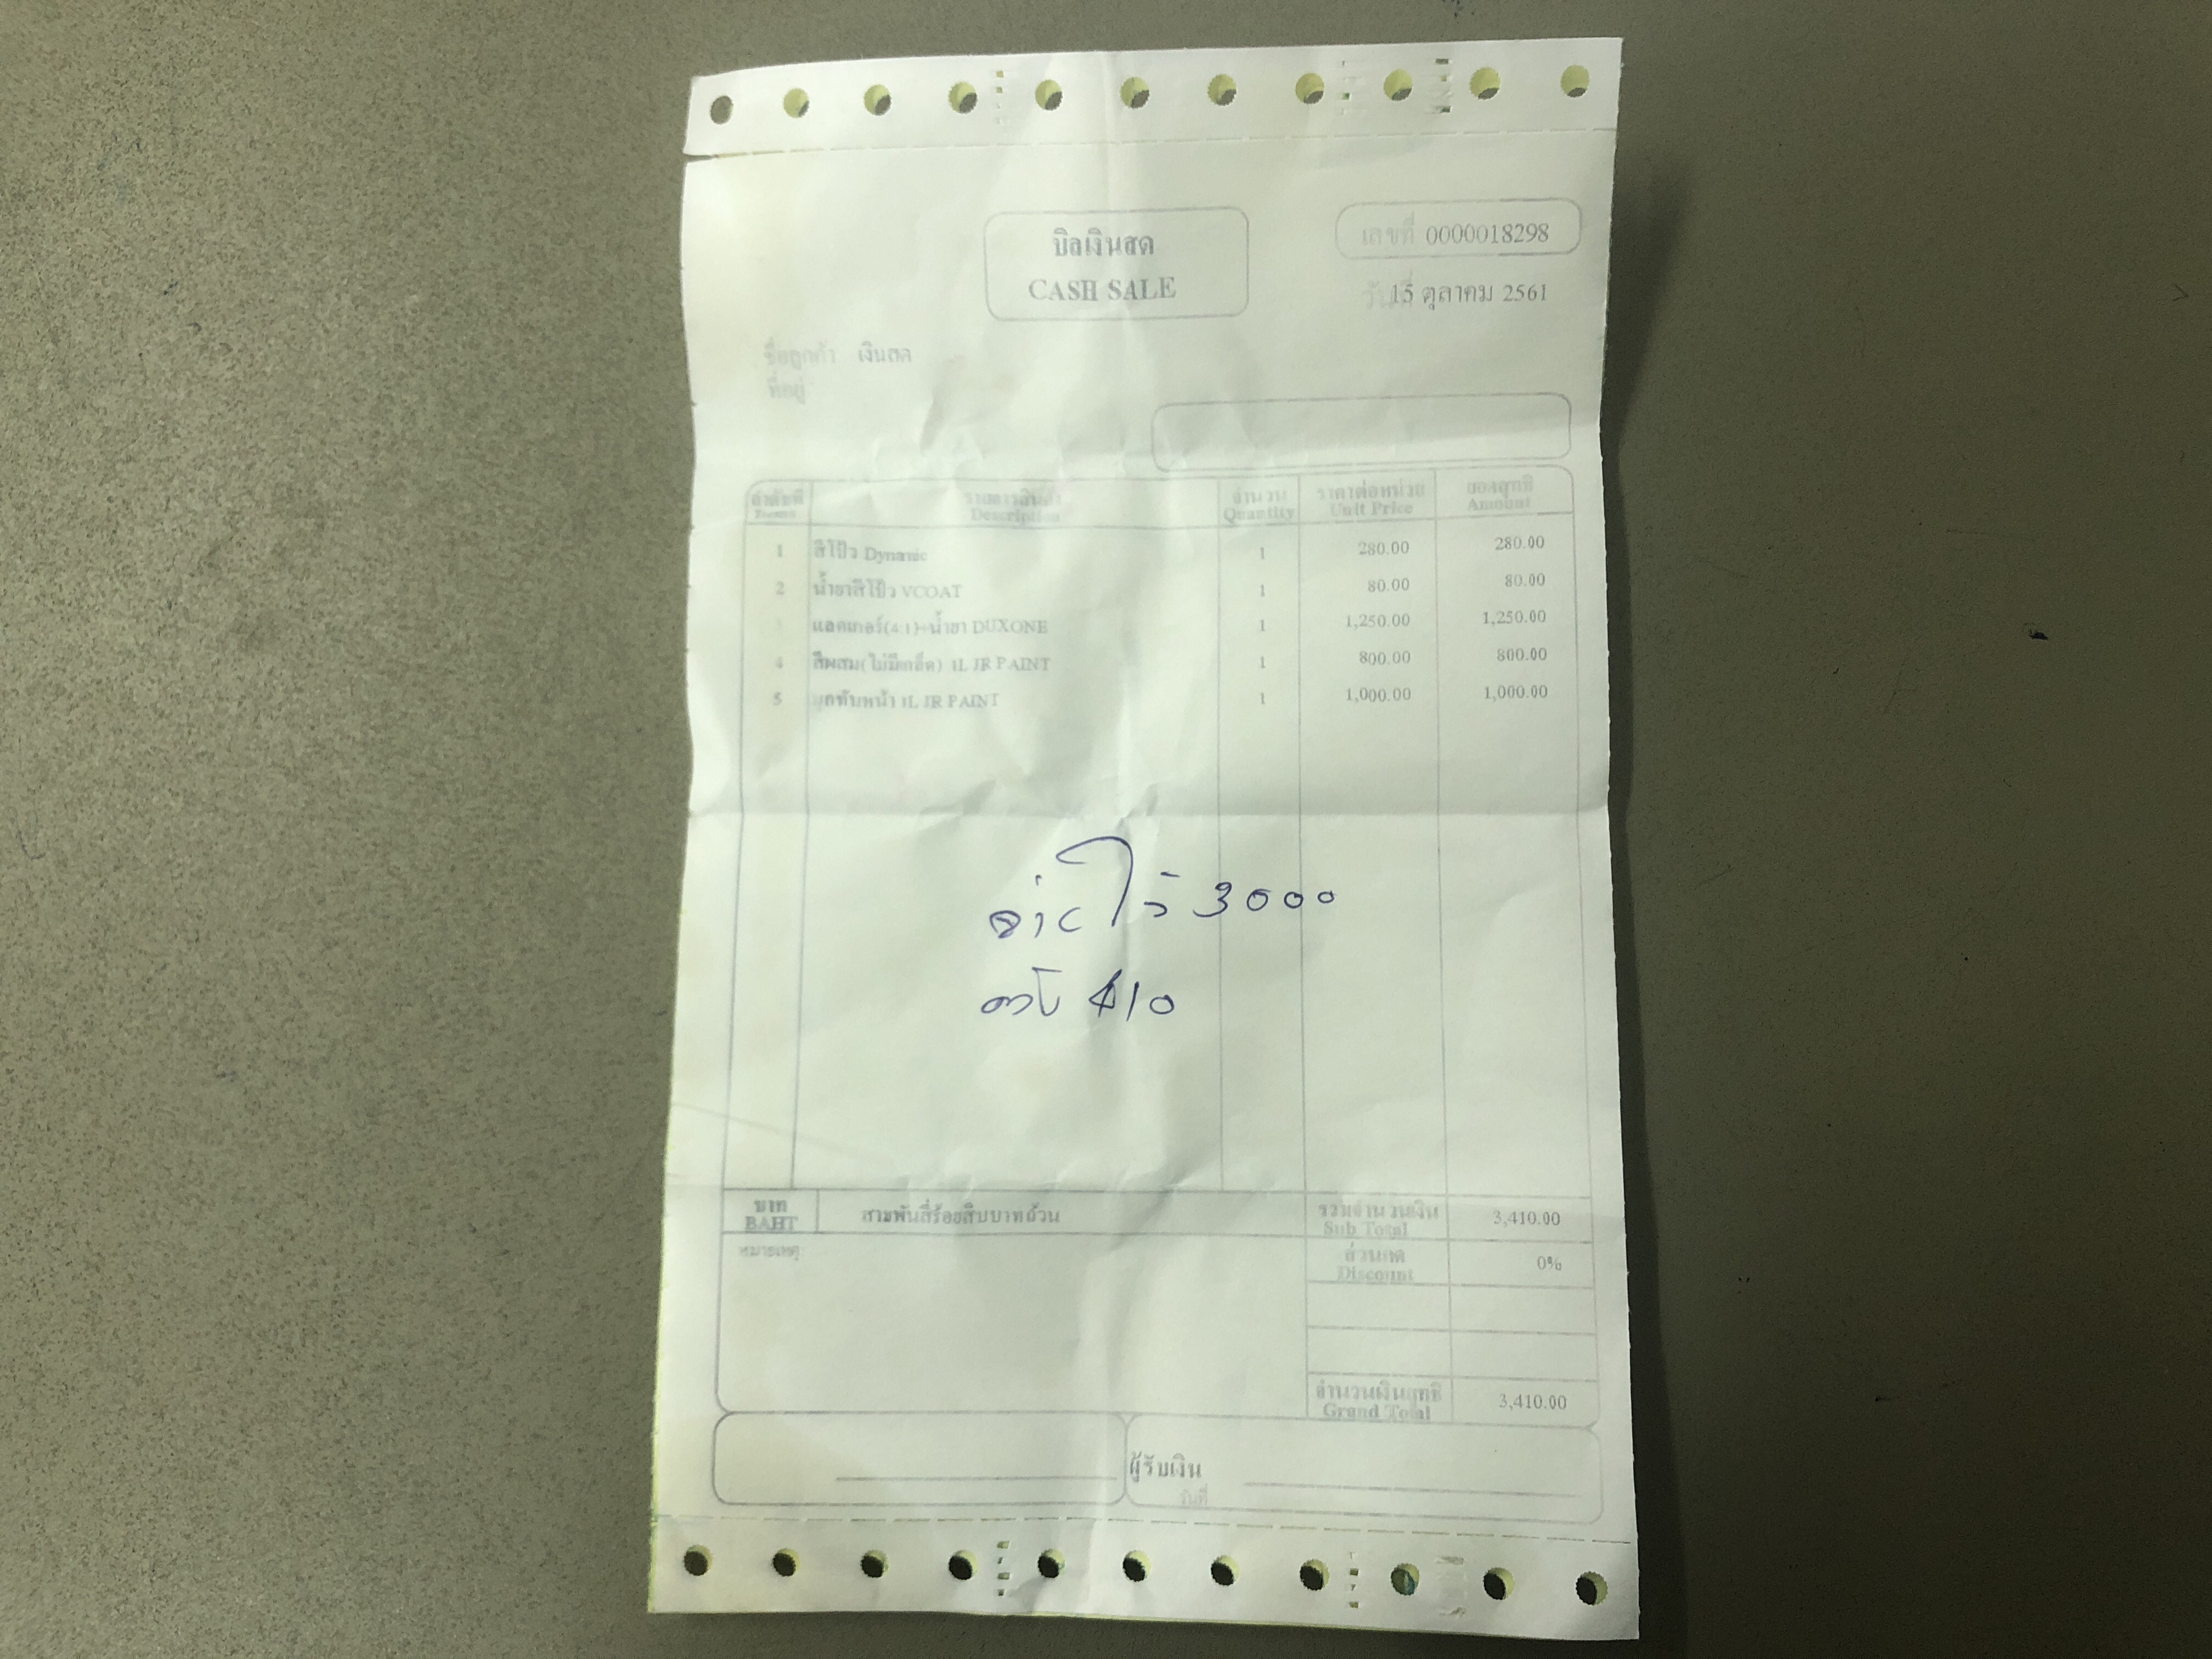 บิลเงินสด
CASH SALE
เลขที่ 0000018298
วันที่ 15 ตุลาคม 2561
ชื่อลูกค้า เงินสด
ที่อยู่
ลำดับที่ รายการสินค้า จำนวน ราคาต่อหน่วย ยอดสุทธิ
Description Quantity Unit Price Amount
1 สีโป๊ว Dynamic 1 280.00 280.00
2 น้ำยาสีโป๊ว VCOAT 1 80.00 80.00
3 แลคเกอร์(4:1)+น้ำยา DUXONE 1 1,250.00 1,250.00
4 สีผสม(ไม่มีเกล็ด) 1L JR PAINT 1 800.00 800.00
5 มุกทับหน้า 1L JR PAINT 1 1,000.00 1,000.00
จ่ายไว้ 3000
410
บาท สามพันสี่ร้อยสิบบาทถ้วน รวมจำนวนเงิน 3,410.00
BAHT Sub Total
หมายเหตุ ส่วนลด 0%
Discount
จำนวนเงินสุทธิ 3,410.00
Grand Total
ผู้รับเงิน
วันที่